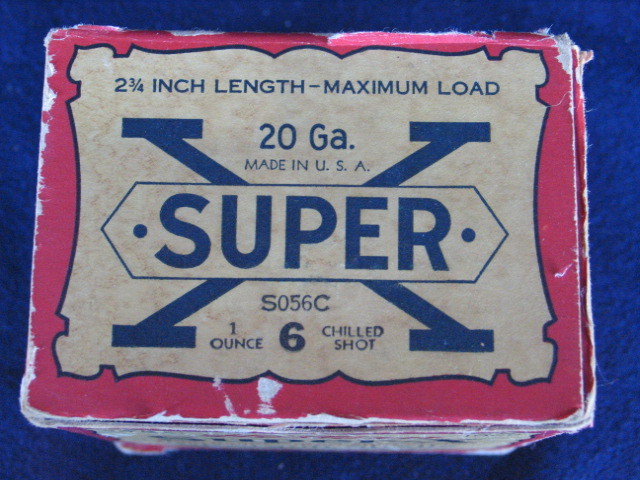 2¾ INCH LENGTH-MAXIMUM LOAD
20 Ga.
MADE IN U. S. A.
X
·SUPER·
S056C
1 OUNCE 6 CHILLED SHOT